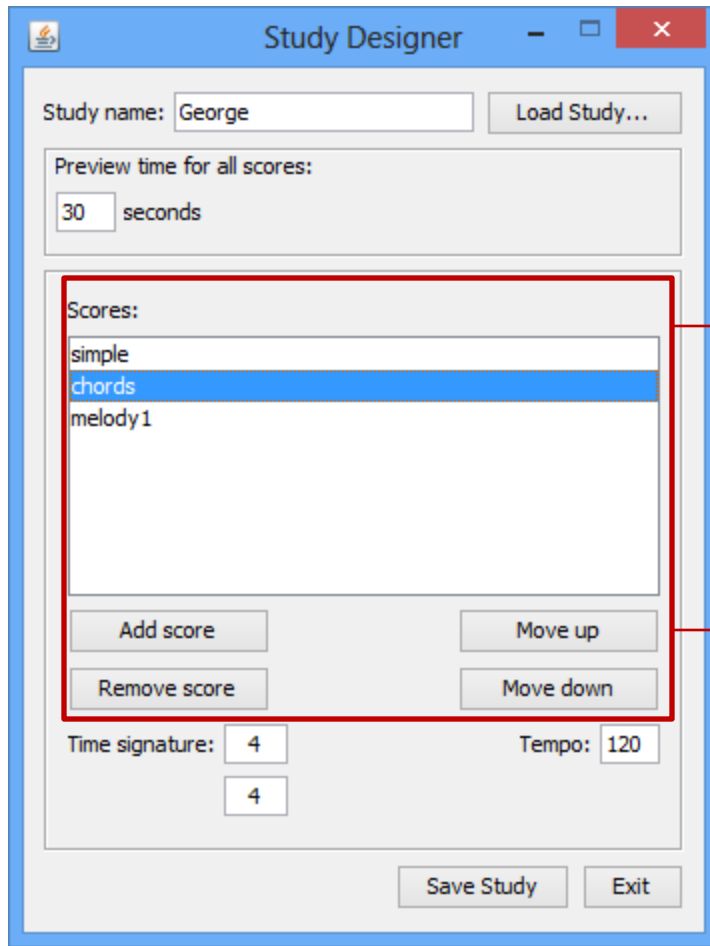 Study Designer
Study name: George Load Study...
Preview time for all scores:
30 seconds
Scores:
simple
chords
melody1
Add score Move up
Remove score Move down
Time signature: 4 Tempo: 120
4
Save Study Exit